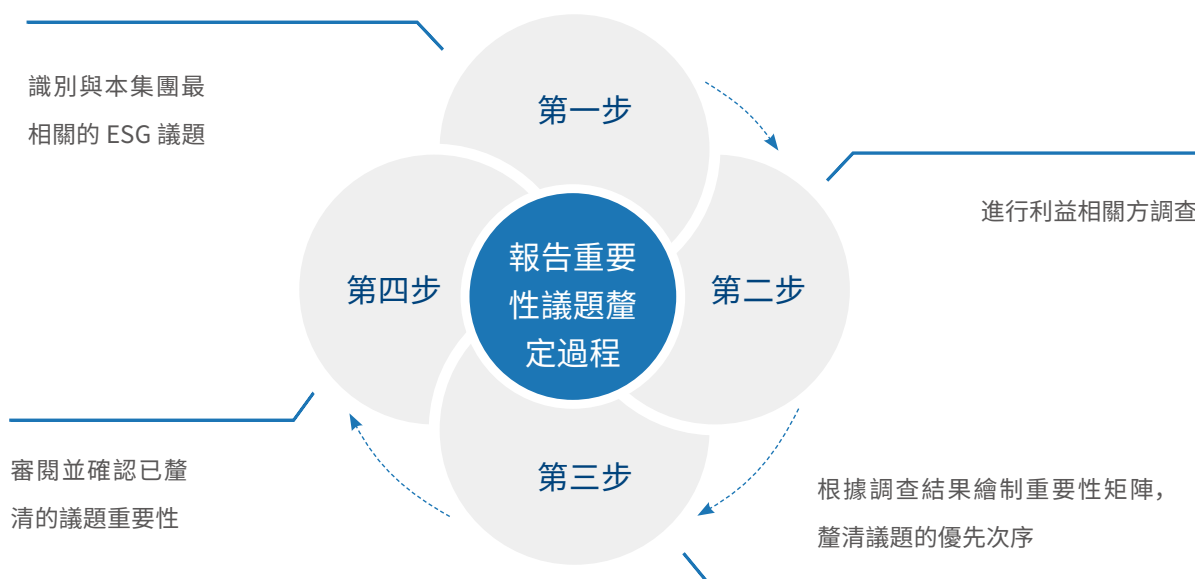 第一步
識別與本集團最
相關的 ESG 議題
進行利益相關方調查
第四步
報告重要
性議題釐
定過程
第二步
審閱並確認已釐
清的議題重要性
第三步
根據調查結果繪制重要性矩陣，
釐清議題的優先次序